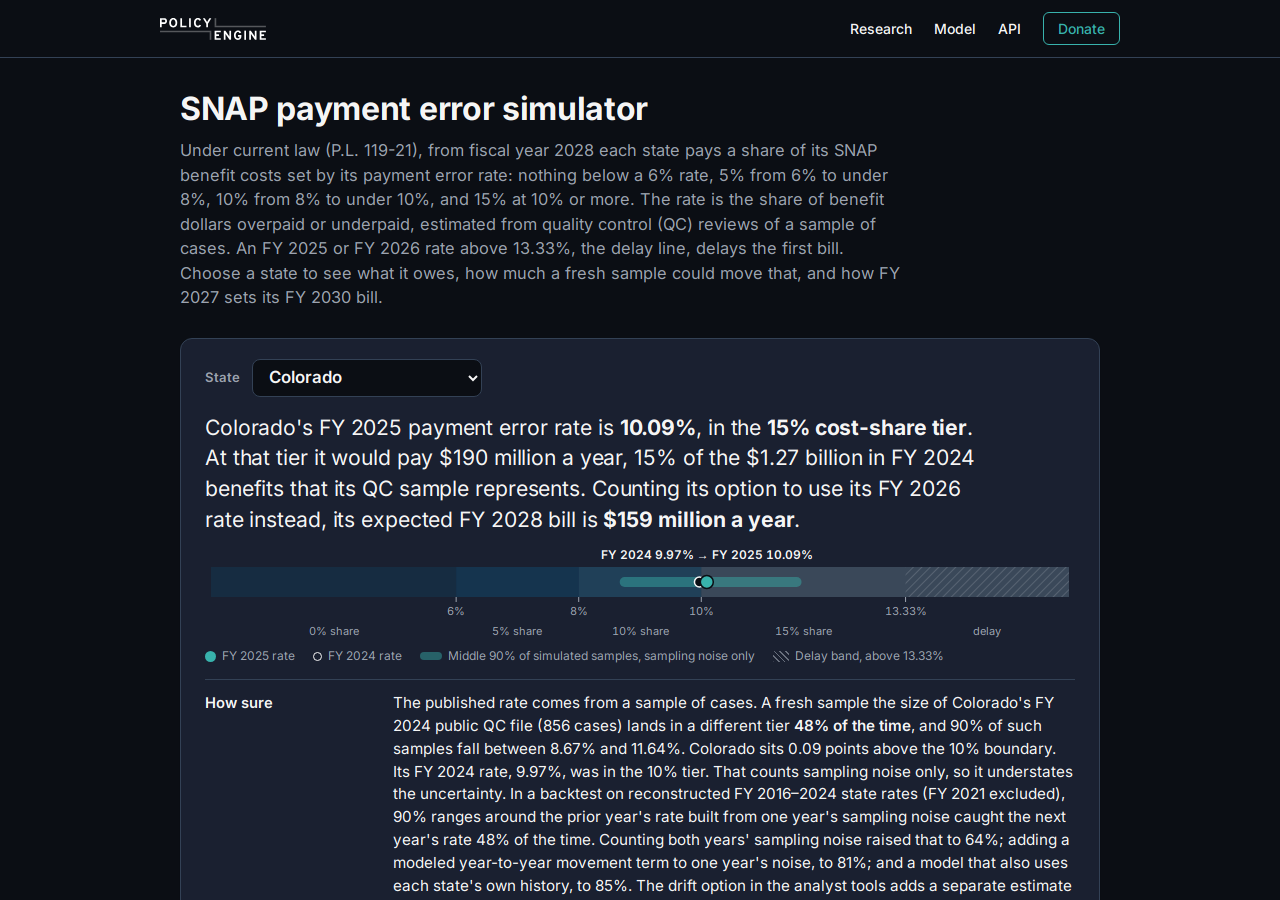 POLICY
ENGINE
Research Model API Donate
SNAP payment error simulator
Under current law (P.L. 119-21), from fiscal year 2028 each state pays a share of its SNAP
benefit costs set by its payment error rate: nothing below a 6% rate, 5% from 6% to under
8%, 10% from 8% to under 10%, and 15% at 10% or more. The rate is the share of benefit
dollars overpaid or underpaid, estimated from quality control (QC) reviews of a sample of
cases. An FY 2025 or FY 2026 rate above 13.33%, the delay line, delays the first bill.
Choose a state to see what it owes, how much a fresh sample could move that, and how FY
2027 sets its FY 2030 bill.
State Colorado
Colorado's FY 2025 payment error rate is 10.09%, in the 15% cost-share tier.
At that tier it would pay $190 million a year, 15% of the $1.27 billion in FY 2024
benefits that its QC sample represents. Counting its option to use its FY 2026
rate instead, its expected FY 2028 bill is $159 million a year.
FY 2024 9.97% → FY 2025 10.09%
6% 8% 10% 13.33%
0% share 5% share 10% share 15% share delay
FY 2025 rate FY 2024 rate Middle 90% of simulated samples, sampling noise only Delay band, above 13.33%
How sure
The published rate comes from a sample of cases. A fresh sample the size of Colorado's FY
2024 public QC file (856 cases) lands in a different tier 48% of the time, and 90% of such
samples fall between 8.67% and 11.64%. Colorado sits 0.09 points above the 10% boundary.
Its FY 2024 rate, 9.97%, was in the 10% tier. That counts sampling noise only, so it understates
the uncertainty. In a backtest on reconstructed FY 2016–2024 state rates (FY 2021 excluded),
90% ranges around the prior year's rate built from one year's sampling noise caught the next
year's rate 48% of the time. Counting both years' sampling noise raised that to 64%; adding a
modeled year-to-year movement term to one year's noise, to 81%; and a model that also uses
each state's own history, to 85%. The drift option in the analyst tools adds a separate estimate